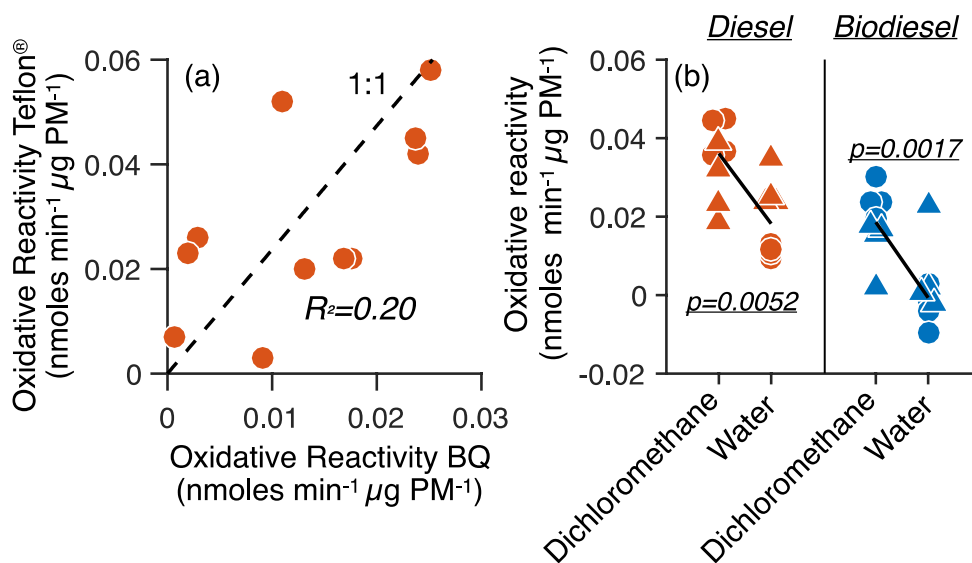 (a)
1:1
R²=0.20
Oxidative Reactivity Teflon®
(nmoles min⁻¹ µg PM⁻¹)
0.06
0.04
0.02
0
0
0.01
0.02
0.03
Oxidative Reactivity BQ
(nmoles min⁻¹ µg PM⁻¹)
Diesel
Biodiesel
(b)
p=0.0017
p=0.0052
Oxidative reactivity
(nmoles min⁻¹ µg PM⁻¹)
0.06
0.04
0.02
0
-0.02
Dichloromethane
Water
Dichloromethane
Water